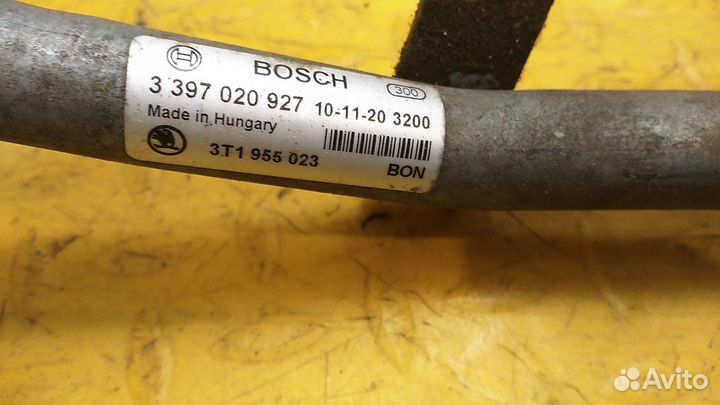 BOSCH
300
3 397 020 927 10-11-20 3200
Made in Hungary
3T1 955 023
BON
Avito